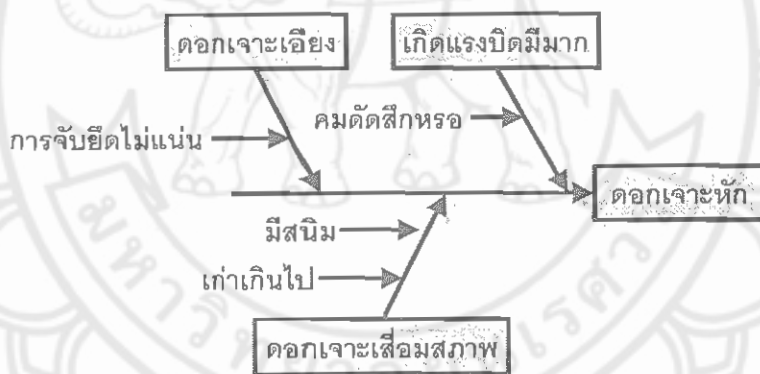 ดอกเจาะเอียง
เกิดแรงบิดมีมาก
การจับยึดไม่แน่น
คมตัดสึกหรอ
ดอกเจาะหัก
มีสนิม
เก่าเกินไป
ดอกเจาะเสื่อมสภาพ